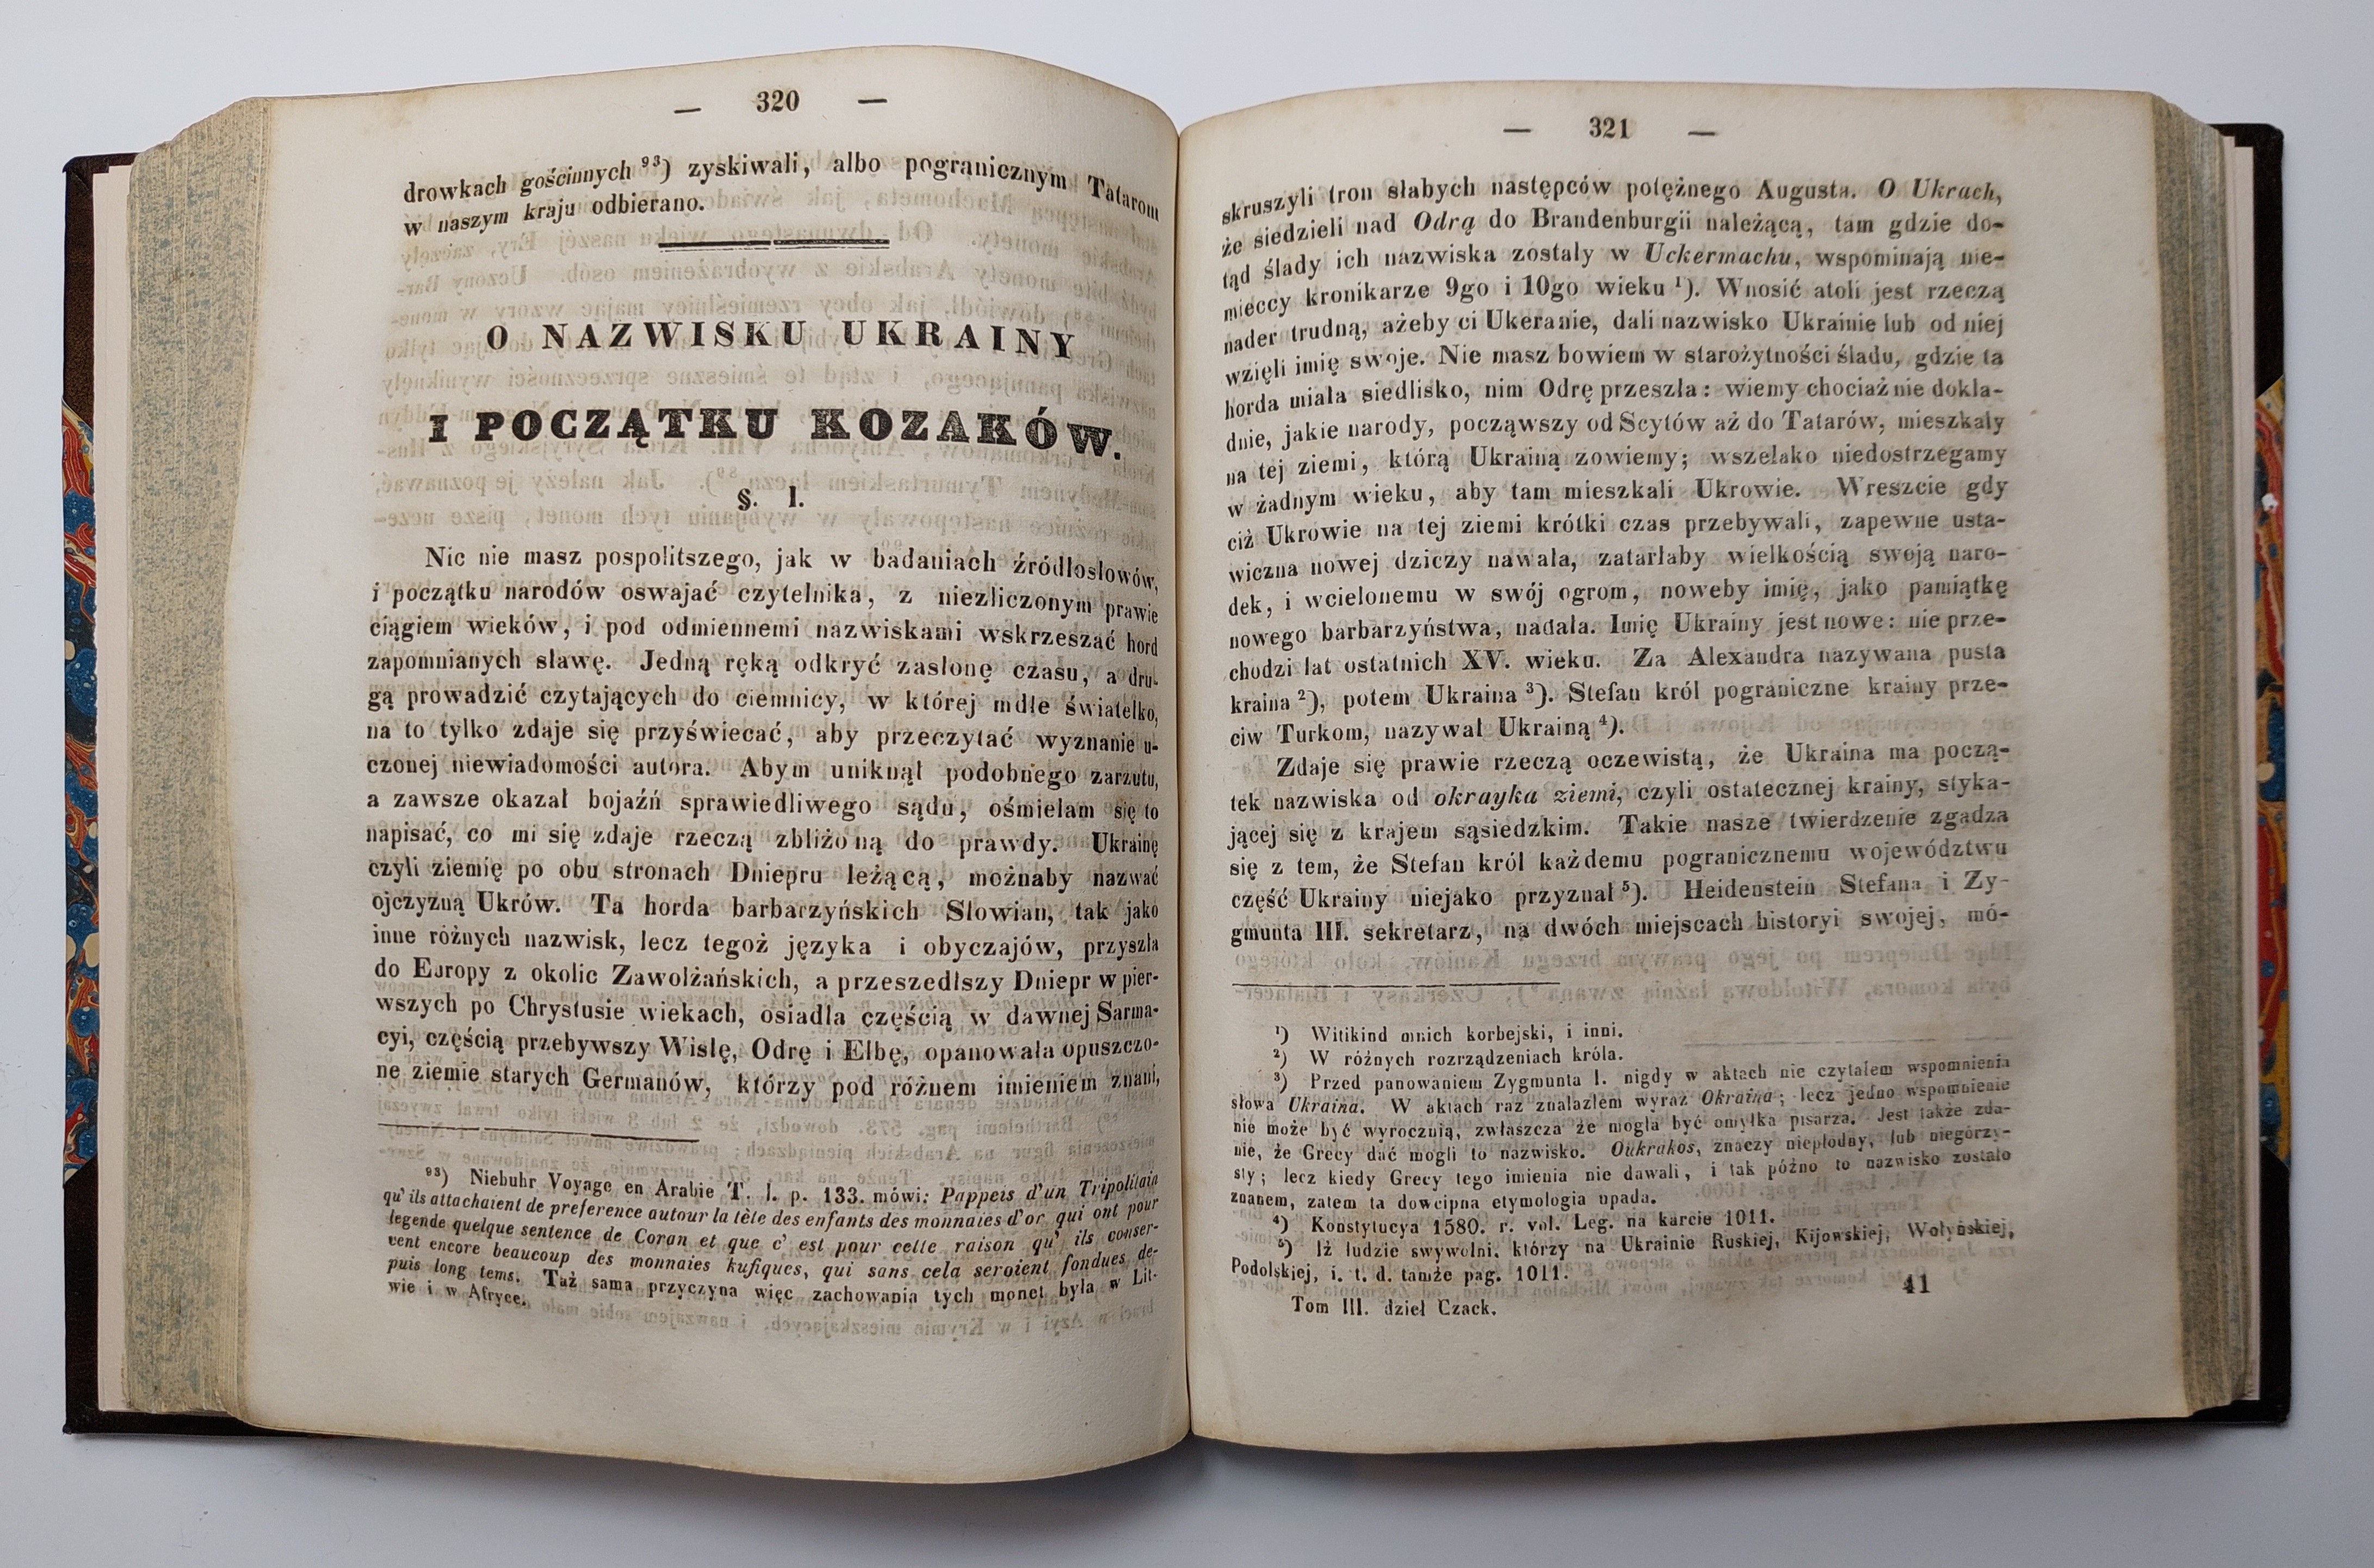 — 320 —
drowkach gościnnych ⁹³) zyskiwali, albo pogranicznym Tatarom
w naszym kraju odbierano.
O NAZWISKU UKRAINY
I POCZĄTKU KOZAKÓW.
§. I.
Nic nie masz pospolitszego, jak w badaniach źródłosłowów,
i początku narodów oswajać czytelnika, z niezliczonym prawie
ciągiem wieków, i pod odmiennemi nazwiskami wskrzeszać hord
zapomnianych sławę. Jedną ręką odkryć zasłonę czasu, a dru-
gą prowadzić czytających do ciemnicy, w której mdłe światełko,
na to tylko zdaje się przyświecać, aby przeczytać wyznanie u-
czonej niewiadomości autora. Abym uniknął podobnego zarzutu,
a zawsze okazał bojaźń sprawiedliwego sądu, ośmielam się to
napisać, co mi się zdaje rzeczą zbliżoną do prawdy. Ukrainę
czyli ziemię po obu stronach Dniepru leżącą, możnaby nazwać
ojczyzną Ukrów. Ta horda barbarzyńskich Słowian, tak jako
inne różnych nazwisk, lecz tegoż języka i obyczajów, przyszła
do Europy z okolic Zawołżańskich, a przeszedłszy Dniepr w pier-
wszych po Chrystusie wiekach, osiadła częścią w dawnej Sarma-
cyi, częścią przebywszy Wisłę, Odrę i Elbę, opanowała opuszczo-
ne ziemie starych Germanów, którzy pod różnem imieniem znani,
⁹³) Niebuhr Voyage en Arabie T. I. p. 133. mówi: Pappeis d'un Tripolitain
qu' ils attachaient de preference autour la tête des enfants des monnaies d'or qui ont pour
legende quelque sentence de Coran et que c' est pour cette raison qu' ils conser-
vent encore beaucoup des monnaies kufiques, qui sans cela seroient fondues de-
puis long tems. Taż sama przyczyna więc zachowania tych monet była w Lit-
wie i w Afryce.
— 321 —
skruszyli tron słabych następców potężnego Augusta. O Ukrach,
że siedzieli nad Odrą do Brandenburgii należącą, tam gdzie do-
tąd ślady ich nazwiska zostały w Uckermachu, wspominają nie-
mieccy kronikarze 9go i 10go wieku ¹). Wnosić atoli jest rzeczą
nader trudną, ażeby ci Ukeranie, dali nazwisko Ukrainie lub od niej
wzięli imię swoje. Nie masz bowiem w starożytności śladu, gdzie ta
horda miała siedlisko, nim Odrę przeszła: wiemy chociaż nie dokła-
dnie, jakie narody, począwszy od Scytów aż do Tatarów, mieszkały
na tej ziemi, którą Ukrainą zowiemy; wszelako niedostrzegamy
w żadnym wieku, aby tam mieszkali Ukrowie. Wreszcie gdy
ciż Ukrowie na tej ziemi krótki czas przebywali, zapewne usta-
wiczna nowej dziczy nawała, zatarłaby wielkością swoją naro-
dek, i wcielonemu w swój ogrom, noweby imię, jako pamiątkę
nowego barbarzyństwa, nadała. Imię Ukrainy jest nowe: nie prze-
chodzi lat ostatnich XV. wieku. Za Alexandra nazywana pusta
kraina ²), potem Ukraina ³). Stefan król pograniczne krainy prze-
ciw Turkom, nazywał Ukrainą ⁴).
Zdaje się prawie rzeczą oczewistą, że Ukraina ma począ-
tek nazwiska od okrayka ziemi, czyli ostatecznej krainy, styka-
jącej się z krajem sąsiedzkim. Takie nasze twierdzenie zgadza
się z tem, że Stefan król każdemu pogranicznemu województwu
część Ukrainy niejako przyznał ⁵). Heidenstein Stefana i Zy-
gmunta III. sekretarz, na dwóch miejscach historyi swojej, mó-
¹) Witikind mnich korbejski, i inni.
²) W różnych rozrządzeniach króla.
³) Przed panowaniem Zygmunta I. nigdy w aktach nie czytałem wspomnienia
słowa Ukraina. W aktach raz znalazłem wyraz Okraina; lecz jedno wspomnienie
nie może być wyrocznią, zwłaszcza że mogła być omyłka pisarza. Jest także zda-
nie, że Grecy dać mogli to nazwisko. Oukrakos, znaczy niepłodny, lub niegórzy-
sty; lecz kiedy Grecy tego imienia nie dawali, i tak późno to nazwisko zostało
znanem, zatem ta dowcipna etymologia upada.
⁴) Konstytucya 1580. r. vol. Leg. na karcie 1011.
⁵) Iż ludzie swywolni, którzy na Ukrainie Ruskiej, Kijowskiej, Wołyńskiej,
Podolskiej, i. t. d. tamże pag. 1011.
Tom III. dzieł Czack. 41